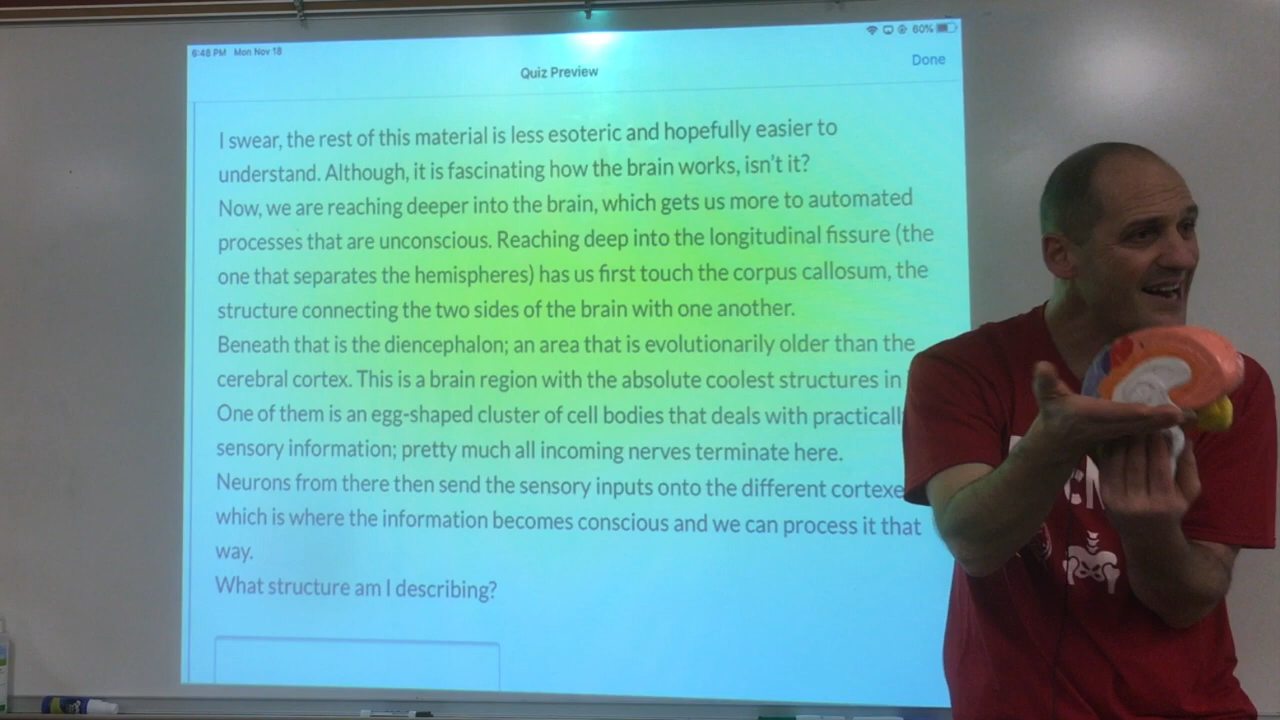 6:48 PM Mon Nov 18
60%
Quiz Preview
Done
I swear, the rest of this material is less esoteric and hopefully easier to
understand. Although, it is fascinating how the brain works, isn't it?
Now, we are reaching deeper into the brain, which gets us more to automated
processes that are unconscious. Reaching deep into the longitudinal fissure (the
one that separates the hemispheres) has us first touch the corpus callosum, the
structure connecting the two sides of the brain with one another.
Beneath that is the diencephalon; an area that is evolutionarily older than the
cerebral cortex. This is a brain region with the absolute coolest structures in
One of them is an egg-shaped cluster of cell bodies that deals with
sensory information; pretty much all incoming nerves terminate here.
Neurons from there then send the sensory inputs onto the different
which is where the information becomes conscious and we can process it that
way.
What structure am I describing?